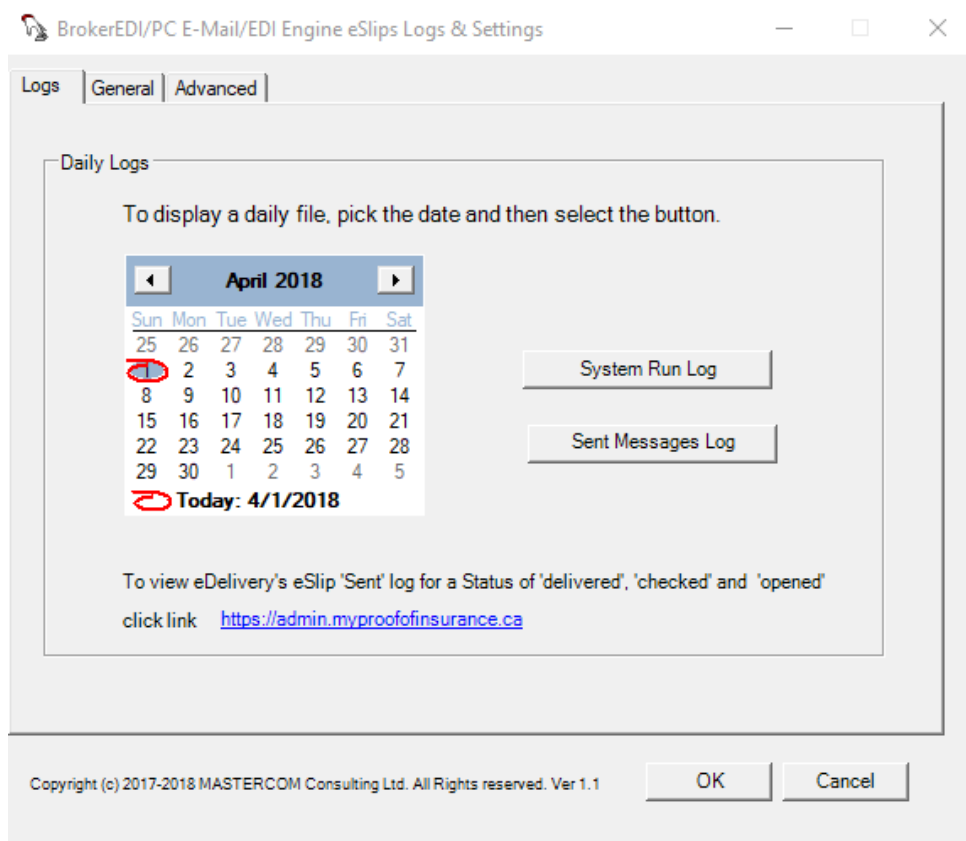 BrokerEDI/PC E-Mail/EDI Engine eSlips Logs & Settings
Logs General Advanced
Daily Logs
To display a daily file, pick the date and then select the button.
April 2018
Sun Mon Tue Wed Thu Fri Sat
25 26 27 28 29 30 31
1 2 3 4 5 6 7
8 9 10 11 12 13 14
15 16 17 18 19 20 21
22 23 24 25 26 27 28
29 30 1 2 3 4 5
Today: 4/1/2018
System Run Log
Sent Messages Log
To view eDelivery's eSlip 'Sent' log for a Status of 'delivered', 'checked' and 'opened'
click link https://admin.myproofofinsurance.ca
Copyright (c) 2017-2018 MASTERCOM Consulting Ltd. All Rights reserved. Ver 1.1
OK Cancel